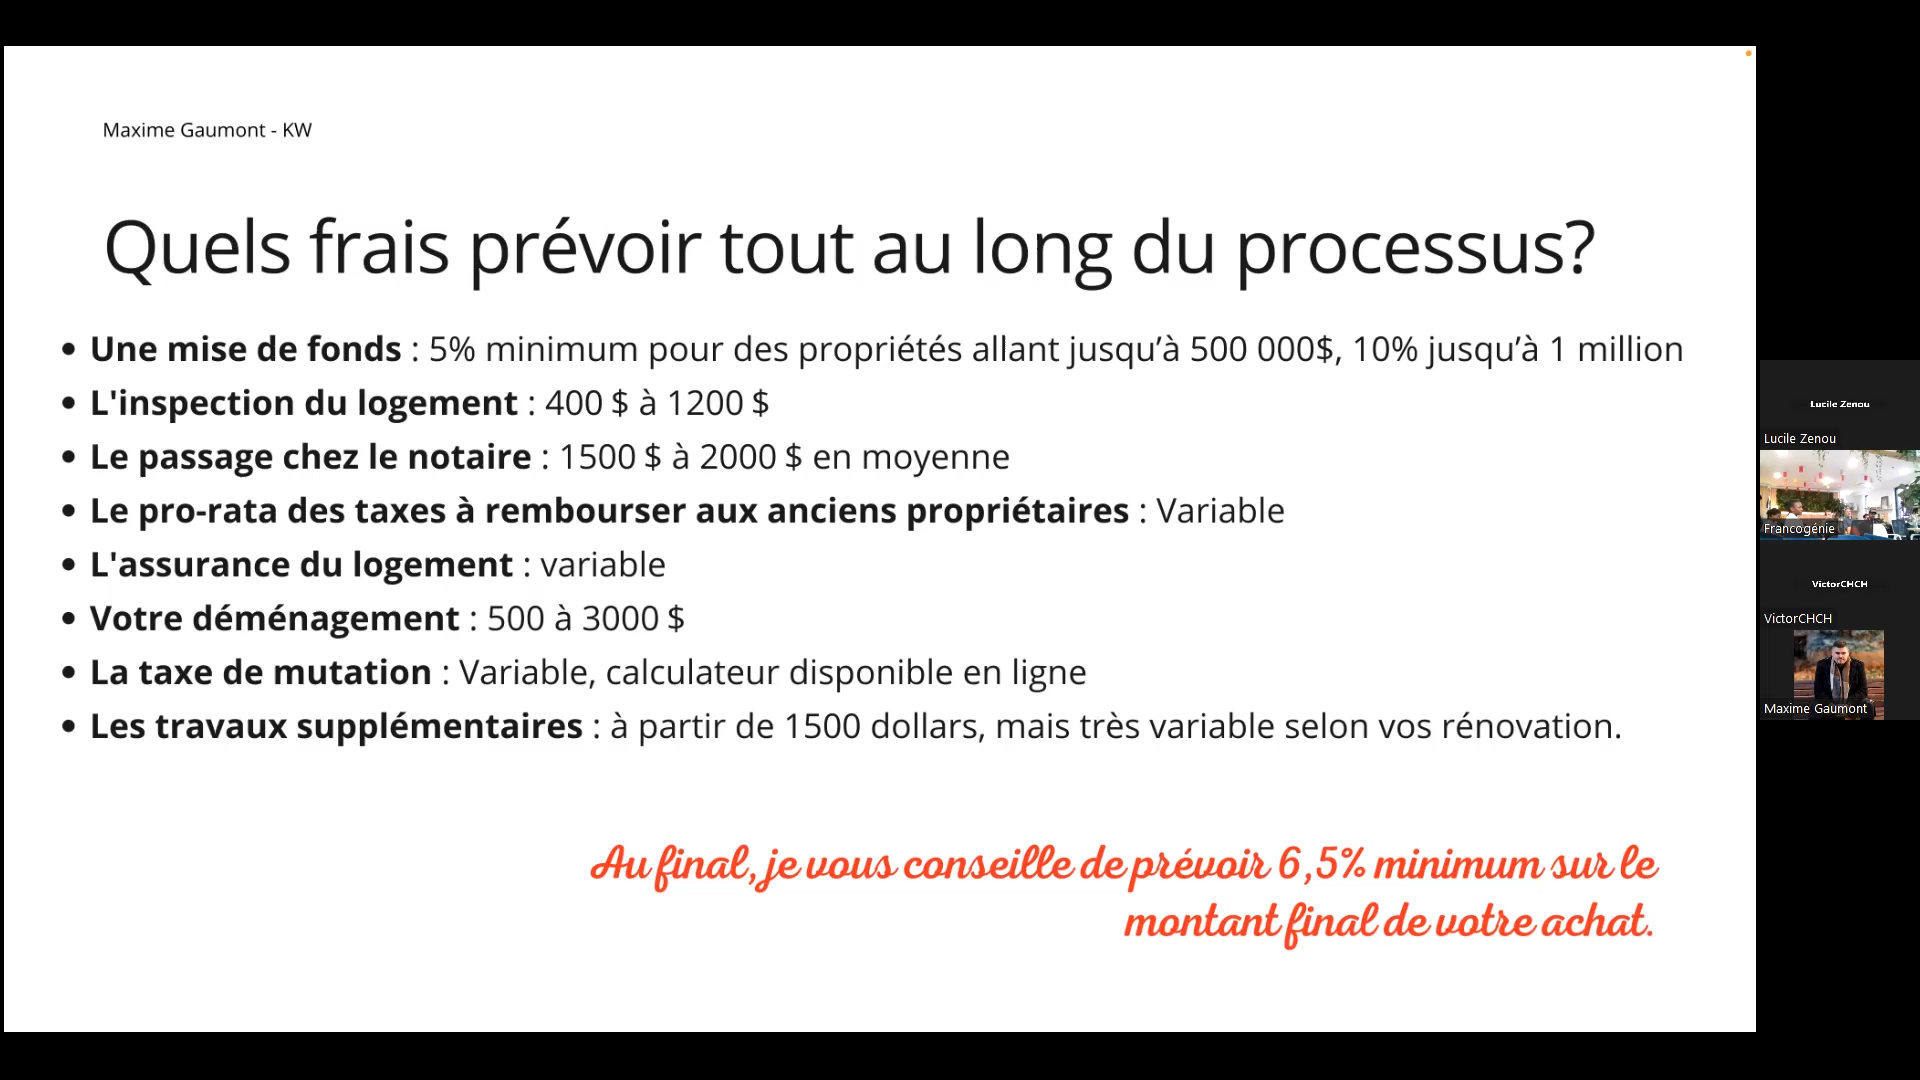 Maxime Gaumont - KW
Quels frais prévoir tout au long du processus?
• Une mise de fonds : 5% minimum pour des propriétés allant jusqu’à 500 000$, 10% jusqu’à 1 million
• L'inspection du logement : 400 $ à 1200 $
• Le passage chez le notaire : 1500 $ à 2000 $ en moyenne
• Le pro-rata des taxes à rembourser aux anciens propriétaires : Variable
• L'assurance du logement : variable
• Votre déménagement : 500 à 3000 $
• La taxe de mutation : Variable, calculateur disponible en ligne
• Les travaux supplémentaires : à partir de 1500 dollars, mais très variable selon vos rénovation.
Au final, je vous conseille de prévoir 6,5% minimum sur le
montant final de votre achat.
Lucile Zenou
Lucile Zenou
Francogénie
VictorCHCH
VictorCHCH
Maxime Gaumont